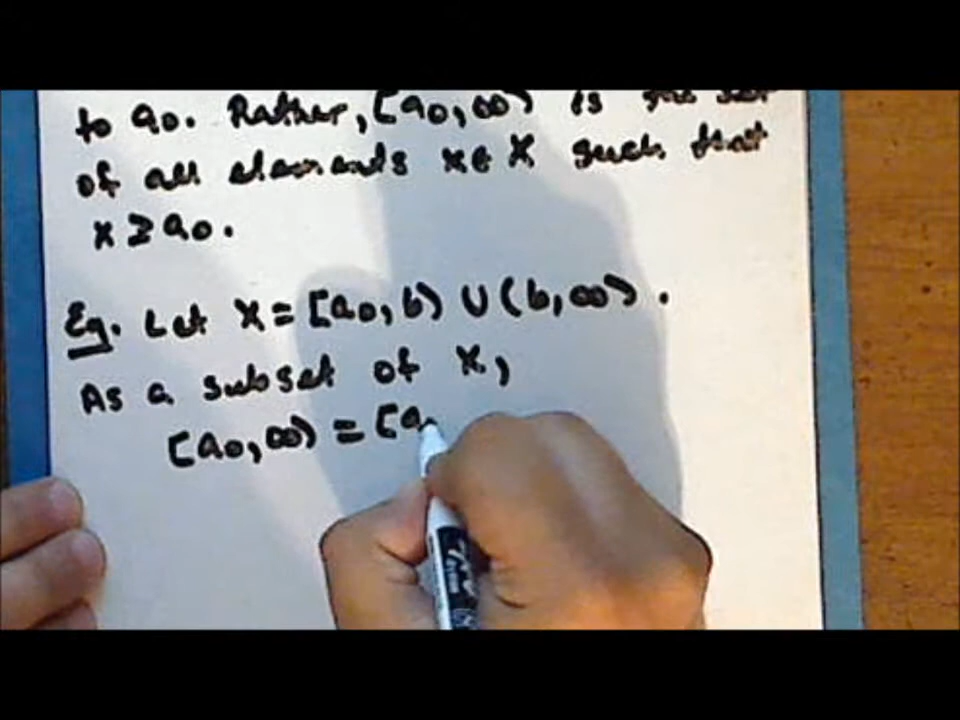 to a₀. Rather, [a₀,∞) is the set
of all elements x∈X such that
x≥a₀.
Eg. Let X=[a₀,b)∪(b,∞).
As a subset of X,
[a₀,∞)=[a₀